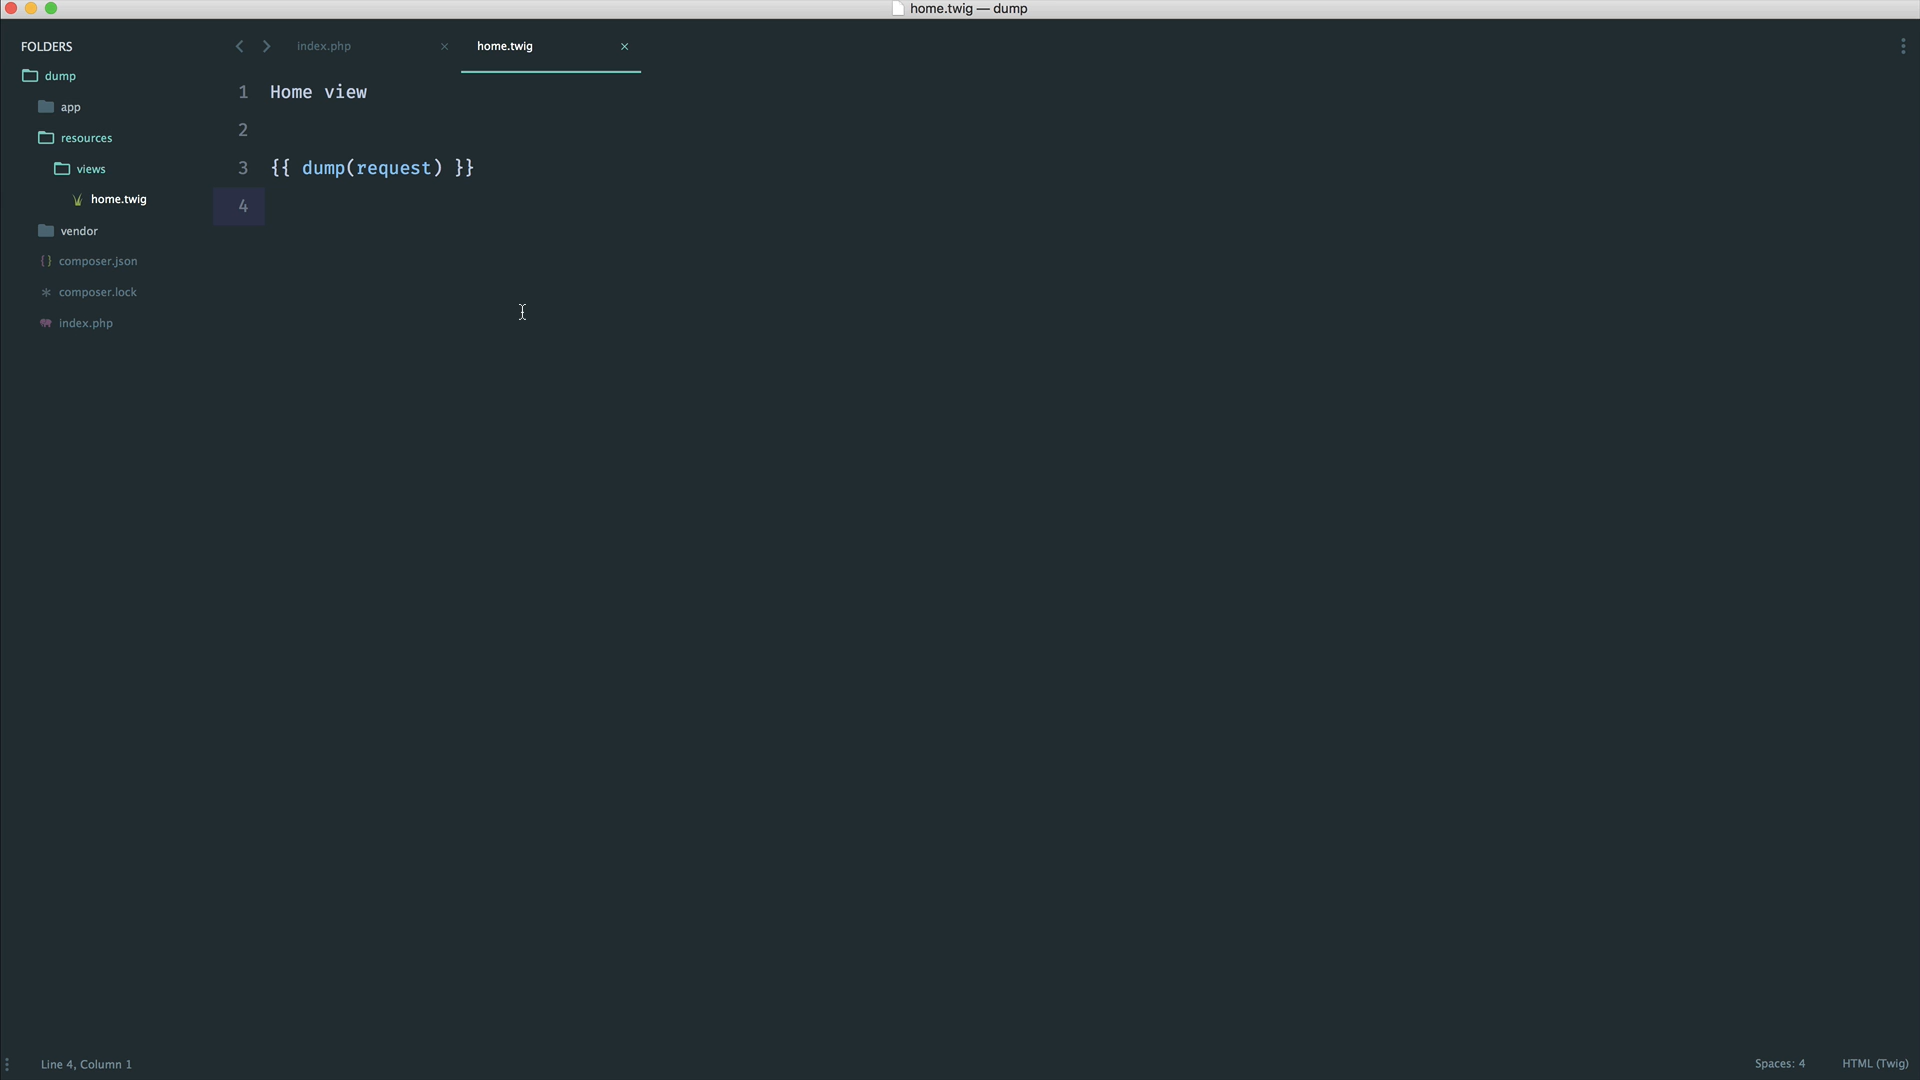 home.twig — dump
FOLDERS
dump
app
resources
views
home.twig
vendor
{} composer.json
* composer.lock
index.php
index.php ×
home.twig ×
1 Home view
2
3 {{ dump(request) }}
4
Line 4, Column 1
Spaces: 4
HTML (Twig)